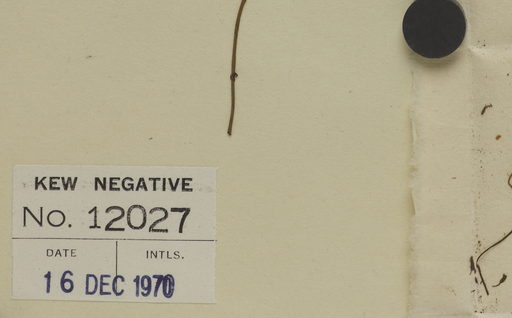 KEW NEGATIVE
No. 12027
DATE INTLS.
16 DEC 1970